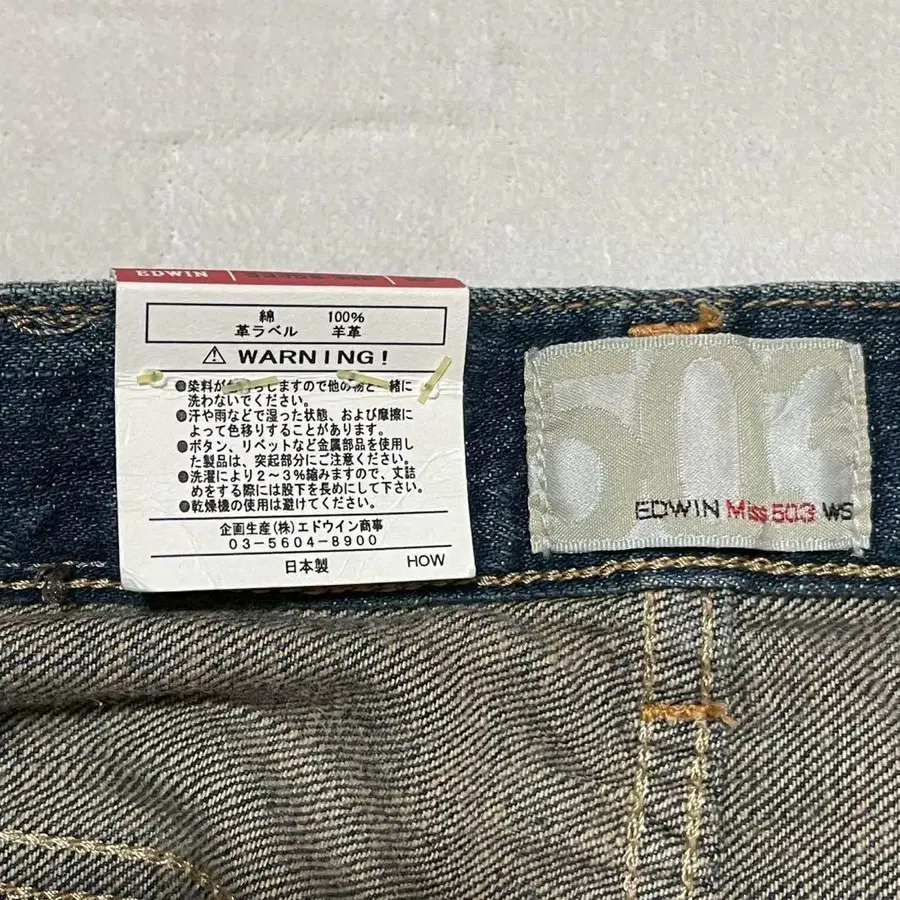 EDWIN
綿 100%
革ラベル 羊革
⚠ WARNING!
●染料が
しますので他の物と一緒に
洗わないでください。
●汗や雨などで湿った状態、および摩擦に
よって色移りすることがあります。
●ボタン、リベットなど金属部品を使用し
た製品は、突起部分にご注意ください。
●洗濯により2～3%縮みますので、丈詰
めをする際には股下を長めにして下さい。
●乾燥機の使用は避けてください。
企画生産(株)エドウイン商事
03-5604-8900
日本製 HOW
503
EDWIN Miss 503 WS